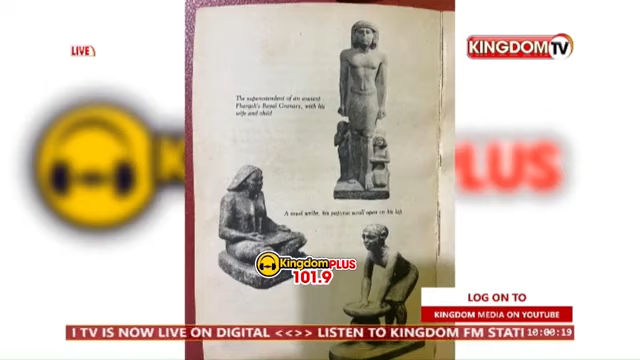 LIVE
KINGDOM TV
The superintendent of an ancient
Pharaoh's Royal Granary, with his
wife and child
A royal scribe, his papyrus scroll open in his lap
K
PLUS
Kingdom PLUS
101.9
LOG ON TO
KINGDOM MEDIA ON YOUTUBE
I TV IS NOW LIVE ON DIGITAL <<>> LISTEN TO KINGDOM FM STATI
10:00:19